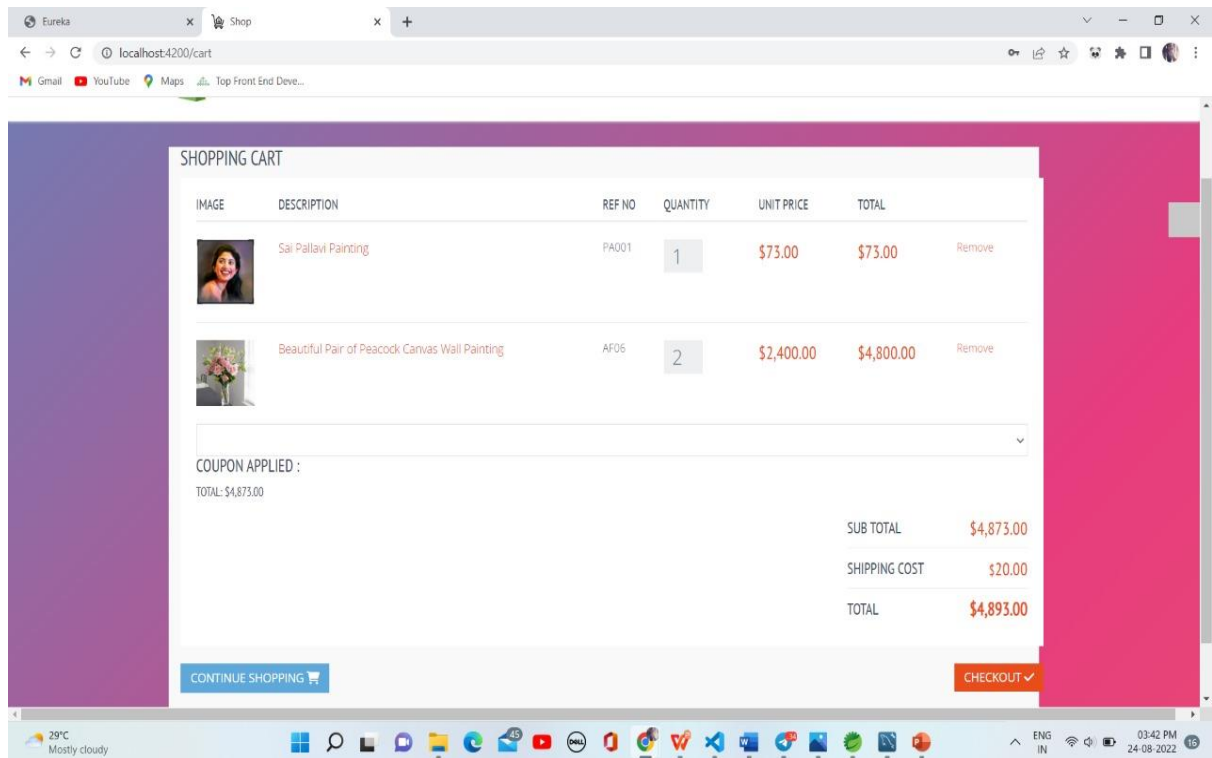 Eureka
Shop
localhost:4200/cart
Gmail YouTube Maps Top Front End Deve...
SHOPPING CART
IMAGE DESCRIPTION REF NO QUANTITY UNIT PRICE TOTAL
Sai Pallavi Painting PA001 1 $73.00 $73.00 Remove
Beautiful Pair of Peacock Canvas Wall Painting AF06 2 $2,400.00 $4,800.00 Remove
COUPON APPLIED :
TOTAL: $4,873.00
SUB TOTAL $4,873.00
SHIPPING COST $20.00
TOTAL $4,893.00
CONTINUE SHOPPING CHECKOUT
29°C
Mostly cloudy
45
DELL
34
ENG
IN
03:42 PM
24-08-2022
16